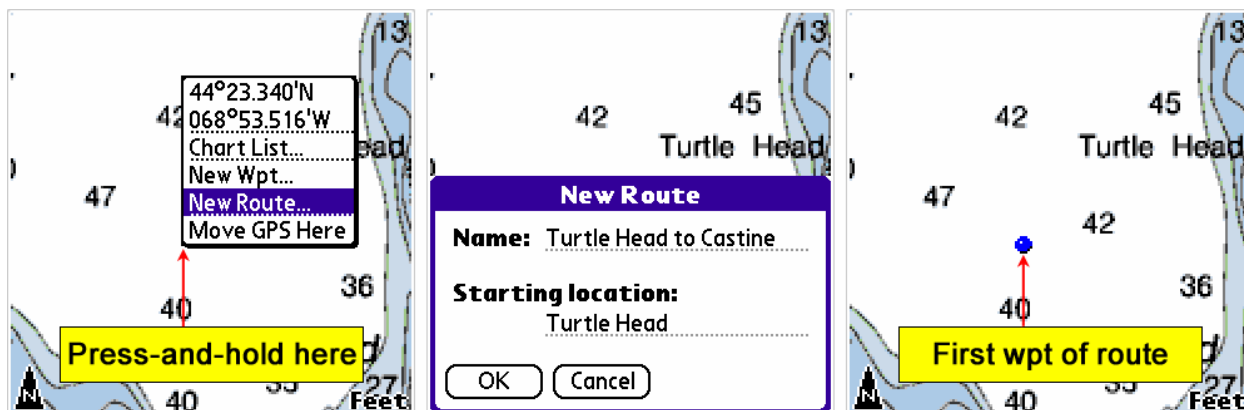 13
44°23.340'N
068°53.516'W
Chart List...
New Wpt...
New Route...
Move GPS Here
42
ead
47
36
40
Press-and-hold here
d
N
40
35
27
Feet
45
42
Turtle Head
New Route
Name: Turtle Head to Castine
Starting location:
Turtle Head
OK Cancel
13
45
42
Turtle Head
47
42
36
40
First wpt of route
d
N
40
35
27
Feet